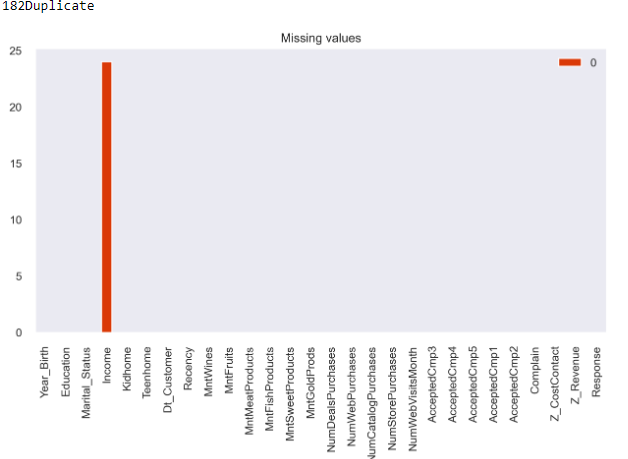 182Duplicate
Missing values
25
20
15
10
5
0
0
Year_Birth
Education
Marital_Status
Income
Kidhome
Teenhome
Dt_Customer
Recency
MntWines
MntFruits
MntMeatProducts
MntFishProducts
MntSweetProducts
MntGoldProds
NumDealsPurchases
NumWebPurchases
NumCatalogPurchases
NumStorePurchases
NumWebVisitsMonth
AcceptedCmp3
AcceptedCmp4
AcceptedCmp5
AcceptedCmp1
AcceptedCmp2
Complain
Z_CostContact
Z_Revenue
Response